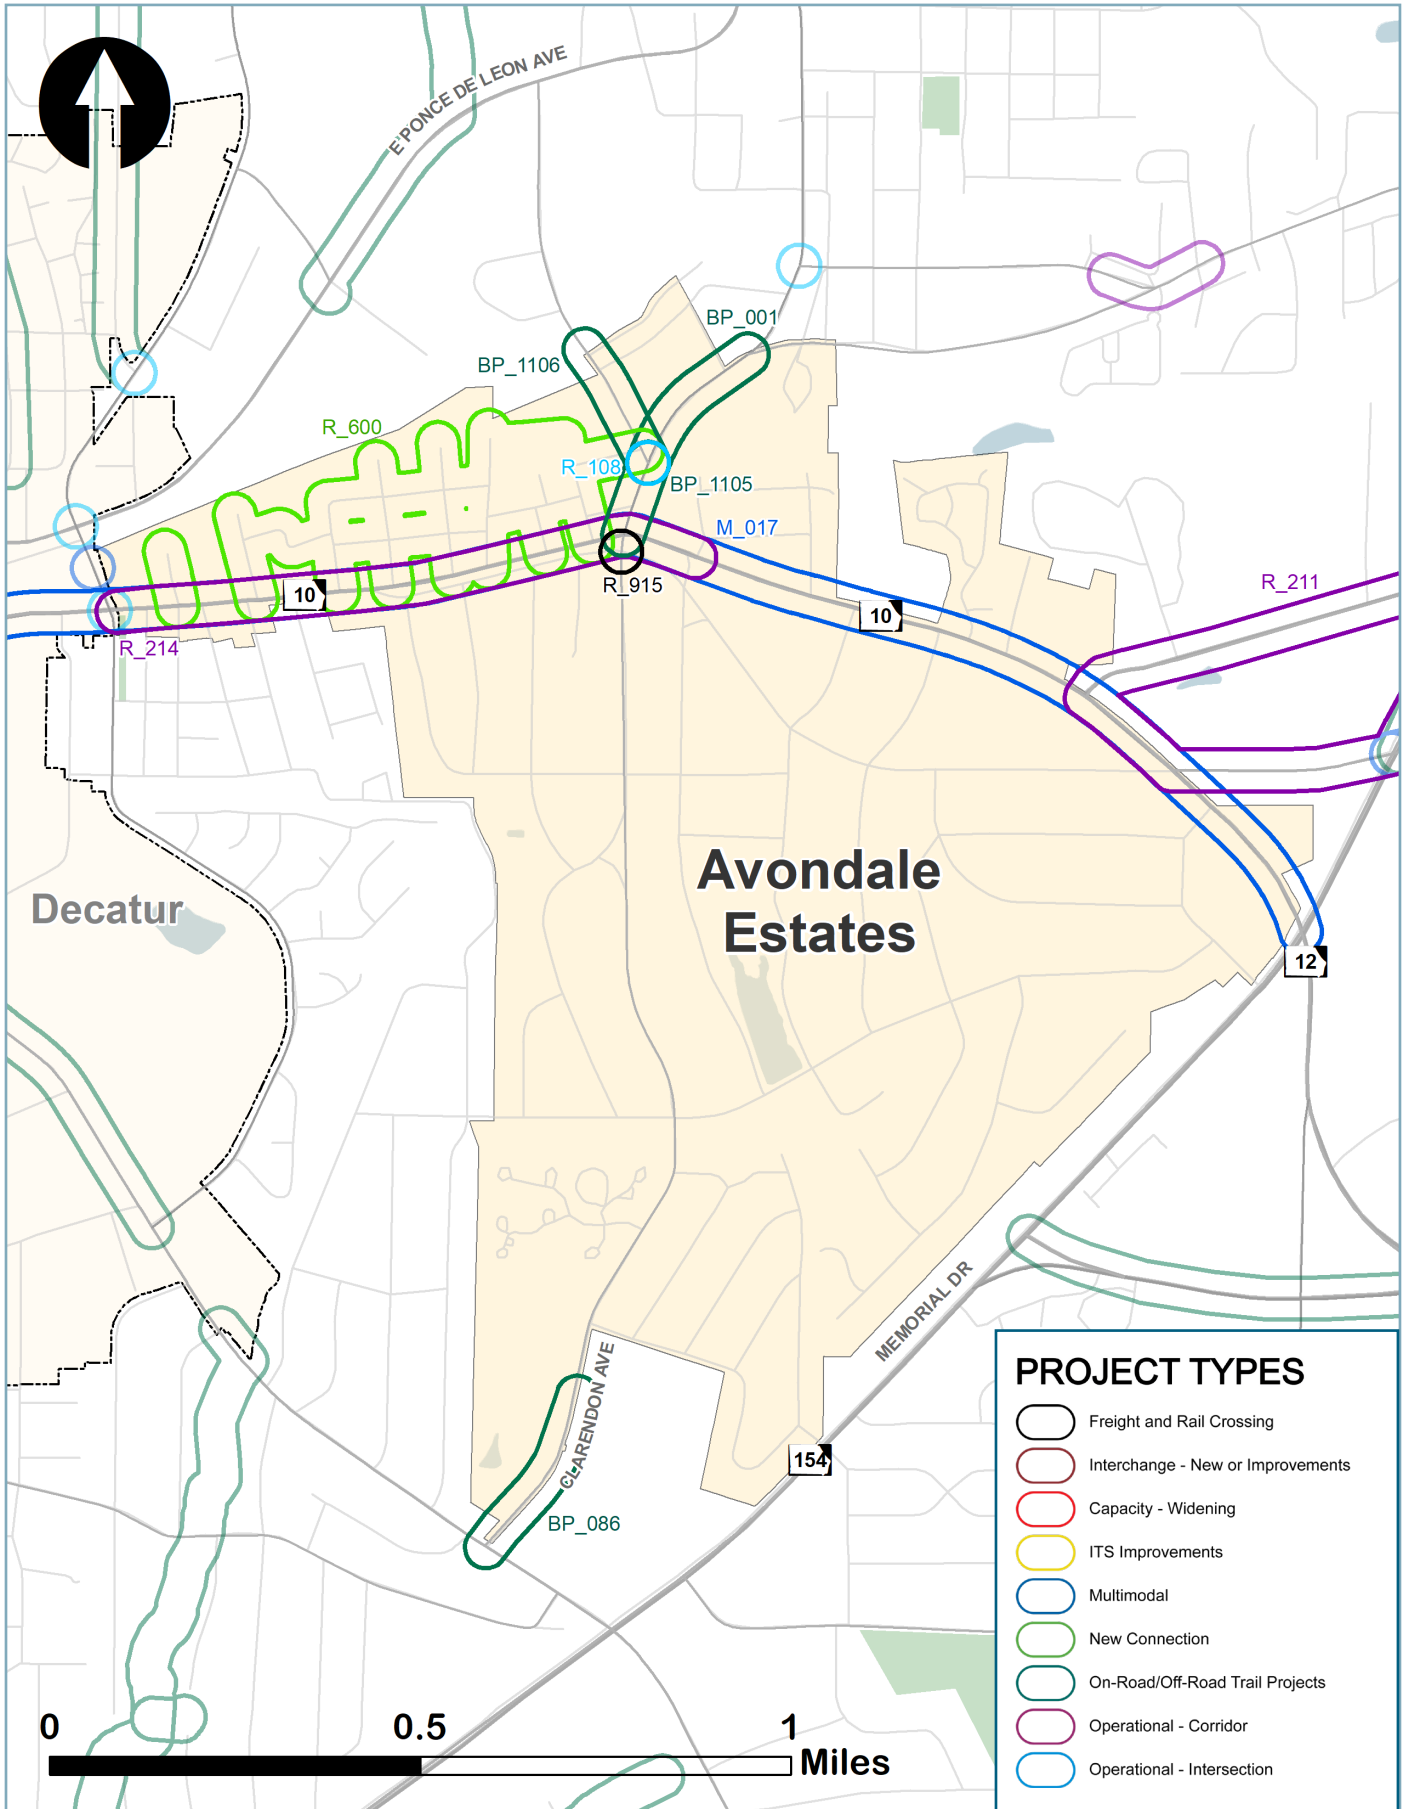 E PONCE DE LEON AVE
BP_001
BP_1106
R_600
R_108
BP_1105
M_017
R_915
10
10
R_211
R_214
Avondale
Estates
Decatur
12
MEMORIAL DR
CLARENDON AVE
154
BP_086
PROJECT TYPES
Freight and Rail Crossing
Interchange - New or Improvements
Capacity - Widening
ITS Improvements
Multimodal
New Connection
On-Road/Off-Road Trail Projects
Operational - Corridor
Operational - Intersection
0 0.5 1
Miles